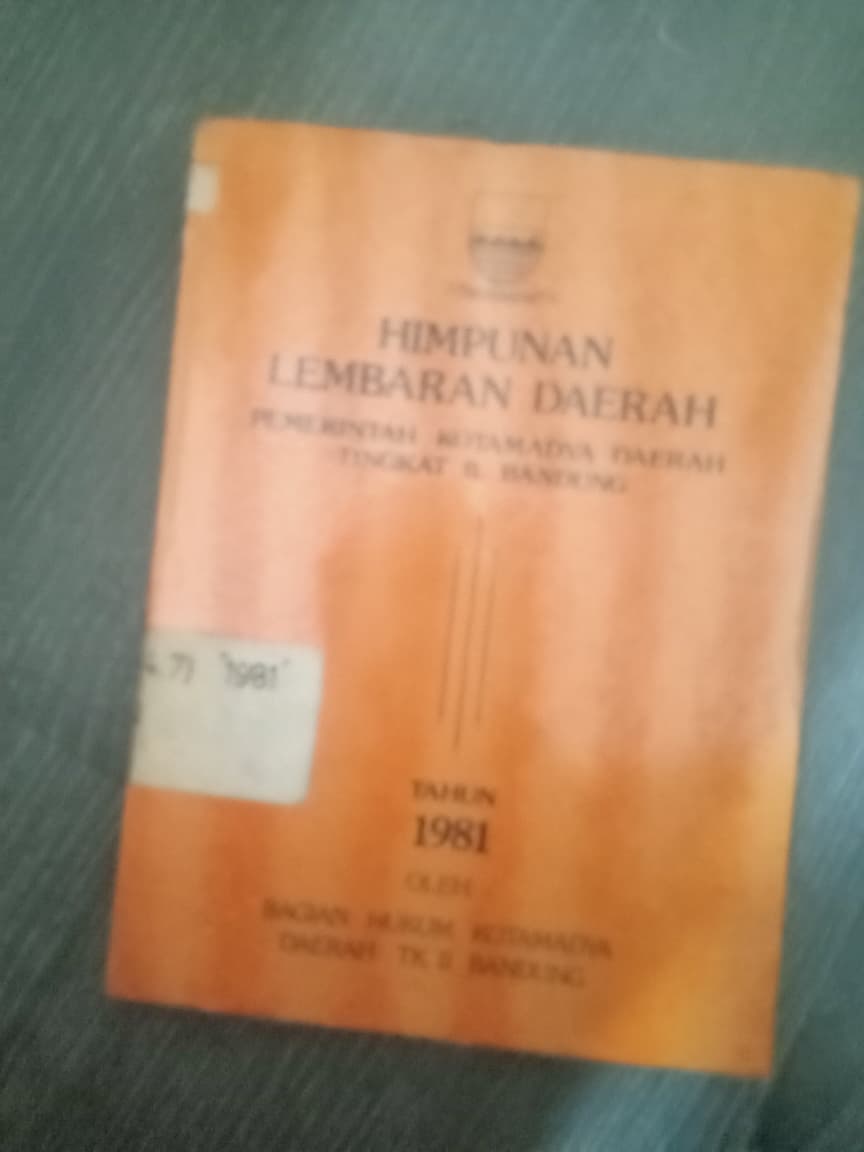 HIMPUNAN
LEMBARAN DAERAH
PEMERINTAH KOTAMADYA DAERAH
TINGKAT II BANDUNG
"1981"
TAHUN
1981
OLEH
BAGIAN HUKUM KOTAMADYA
DAERAH TK II BANDUNG